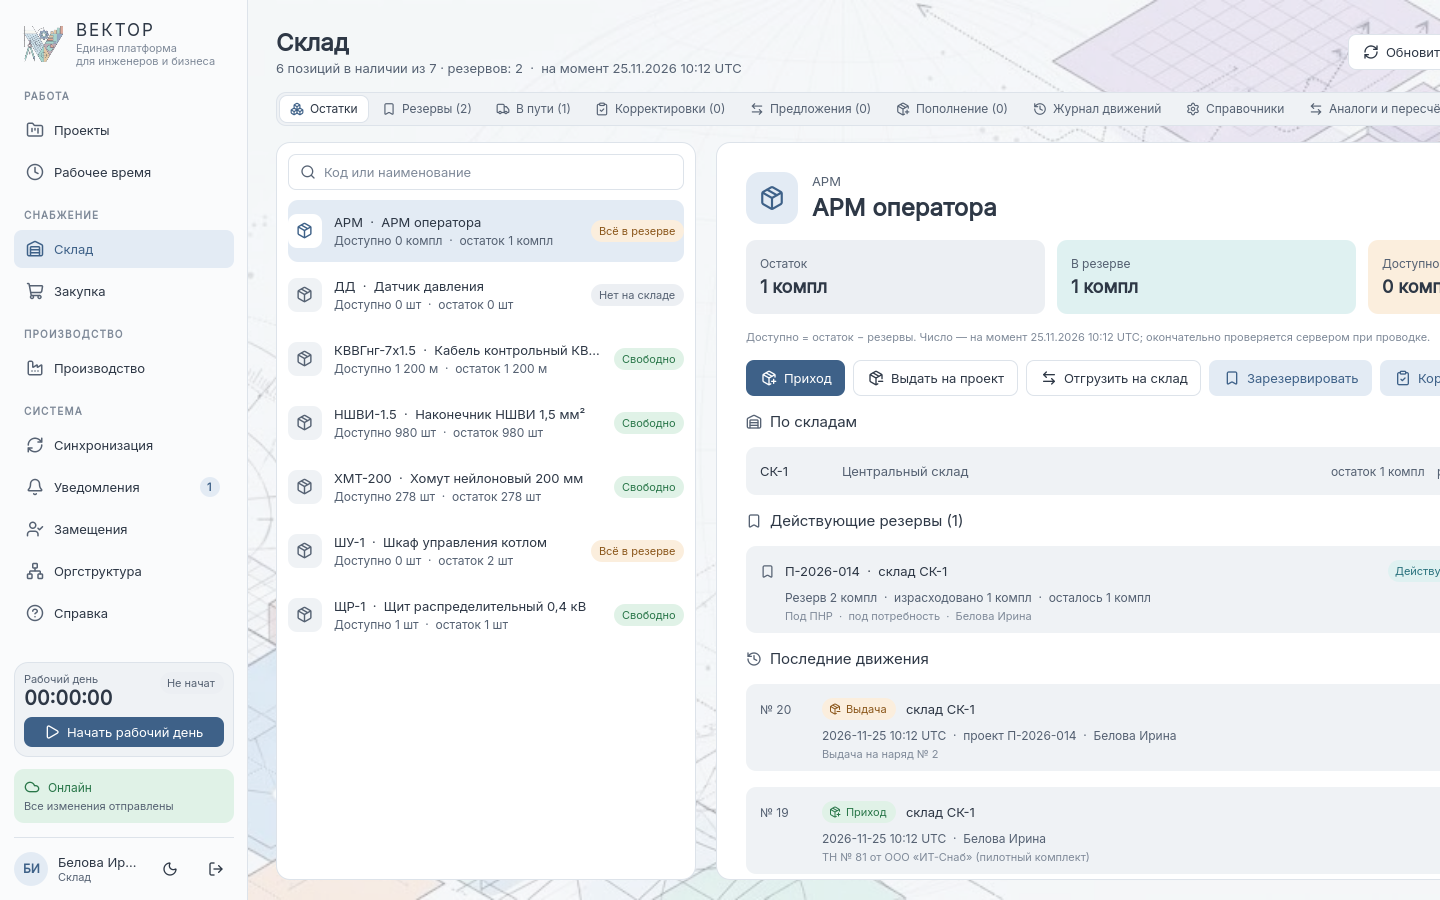 ВЕКТОР
Единая платформа
для инженеров и бизнеса
РАБОТА
Проекты
Рабочее время
СНАБЖЕНИЕ
Склад
Закупка
ПРОИЗВОДСТВО
Производство
СИСТЕМА
Синхронизация
Уведомления 1
Замещения
Оргструктура
Справка
Рабочий день
Не начат
00:00:00
Начать рабочий день
Онлайн
Все изменения отправлены
БИ
Белова Ир...
Склад
Склад
6 позиций в наличии из 7 · резервов: 2 · на момент 25.11.2026 10:12 UTC
Обновит
Остатки
Резервы (2)
В пути (1)
Корректировки (0)
Предложения (0)
Пополнение (0)
Журнал движений
Справочники
Аналоги и пересчё
Код или наименование
АРМ · АРМ оператора
Доступно 0 компл · остаток 1 компл
Всё в резерве
ДД · Датчик давления
Доступно 0 шт · остаток 0 шт
Нет на складе
КВВГнг-7х1.5 · Кабель контрольный КВ...
Доступно 1 200 м · остаток 1 200 м
Свободно
НШВИ-1.5 · Наконечник НШВИ 1,5 мм²
Доступно 980 шт · остаток 980 шт
Свободно
ХМТ-200 · Хомут нейлоновый 200 мм
Доступно 278 шт · остаток 278 шт
Свободно
ШУ-1 · Шкаф управления котлом
Доступно 0 шт · остаток 2 шт
Всё в резерве
ЩР-1 · Щит распределительный 0,4 кВ
Доступно 1 шт · остаток 1 шт
Свободно
АРМ
АРМ оператора
Остаток
1 компл
В резерве
1 компл
Доступно
0 комп
Доступно = остаток − резервы. Число — на момент 25.11.2026 10:12 UTC; окончательно проверяется сервером при проводке.
Приход
Выдать на проект
Отгрузить на склад
Зарезервировать
Кор
По складам
СК-1 Центральный склад остаток 1 компл р
Действующие резервы (1)
П-2026-014 · склад СК-1
Действу
Резерв 2 компл · израсходовано 1 компл · осталось 1 компл
Под ПНР · под потребность · Белова Ирина
Последние движения
№ 20 Выдача склад СК-1
2026-11-25 10:12 UTC · проект П-2026-014 · Белова Ирина
Выдача на наряд № 2
№ 19 Приход склад СК-1
2026-11-25 10:12 UTC · Белова Ирина
ТН № 81 от ООО «ИТ-Снаб» (пилотный комплект)